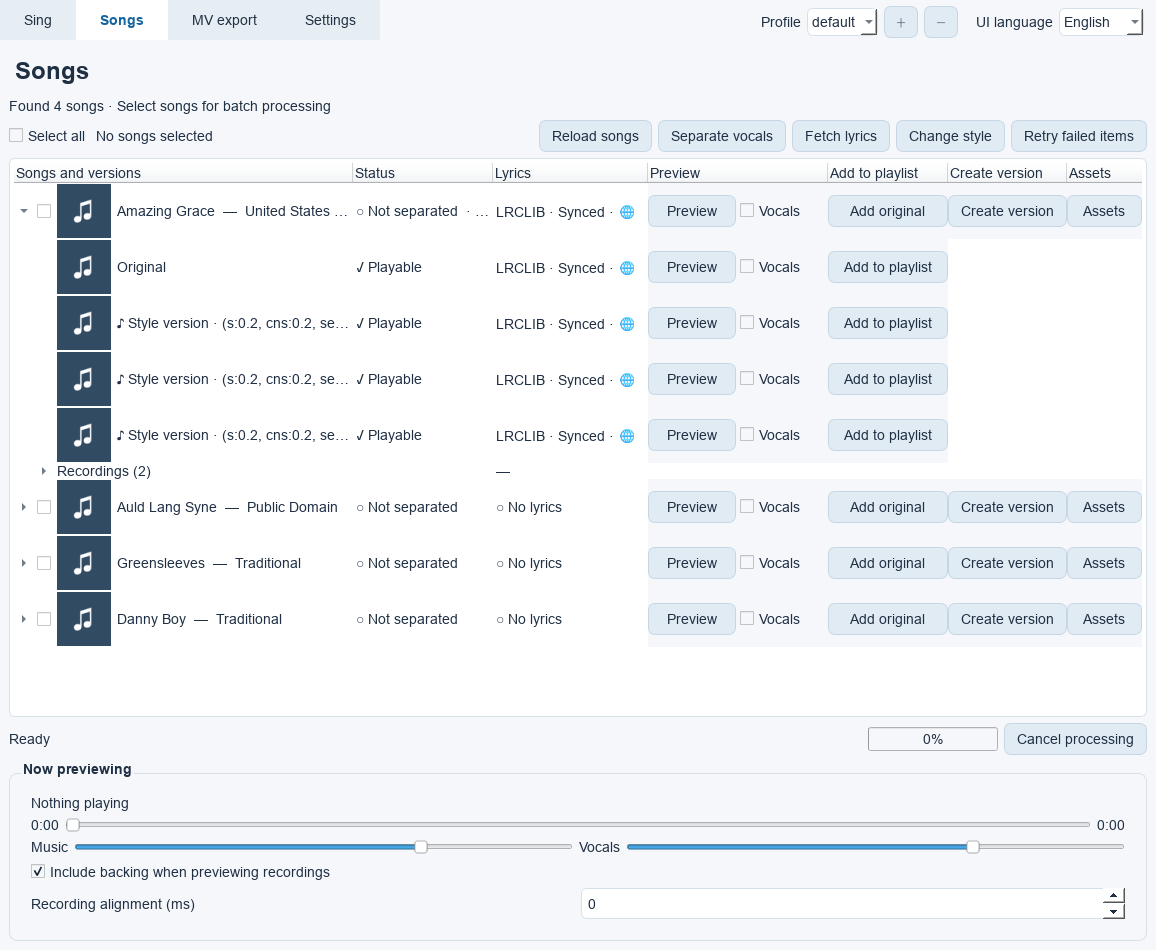 Sing Songs MV export Settings Profile default + − UI language English
Songs
Found 4 songs · Select songs for batch processing
Select all No songs selected Reload songs Separate vocals Fetch lyrics Change style Retry failed items
Songs and versions Status Lyrics Preview Add to playlist Create version Assets
Amazing Grace — United States … ○ Not separated · … LRCLIB · Synced · Preview Vocals Add original Create version Assets
Original ✓ Playable LRCLIB · Synced · Preview Vocals Add to playlist
♪ Style version · (s:0.2, cns:0.2, se… ✓ Playable LRCLIB · Synced · Preview Vocals Add to playlist
♪ Style version · (s:0.2, cns:0.2, se… ✓ Playable LRCLIB · Synced · Preview Vocals Add to playlist
♪ Style version · (s:0.2, cns:0.2, se… ✓ Playable LRCLIB · Synced · Preview Vocals Add to playlist
Recordings (2) —
Auld Lang Syne — Public Domain ○ Not separated ○ No lyrics Preview Vocals Add original Create version Assets
Greensleeves — Traditional ○ Not separated ○ No lyrics Preview Vocals Add original Create version Assets
Danny Boy — Traditional ○ Not separated ○ No lyrics Preview Vocals Add original Create version Assets
Ready 0% Cancel processing
Now previewing
Nothing playing
0:00 0:00
Music Vocals
Include backing when previewing recordings
Recording alignment (ms) 0